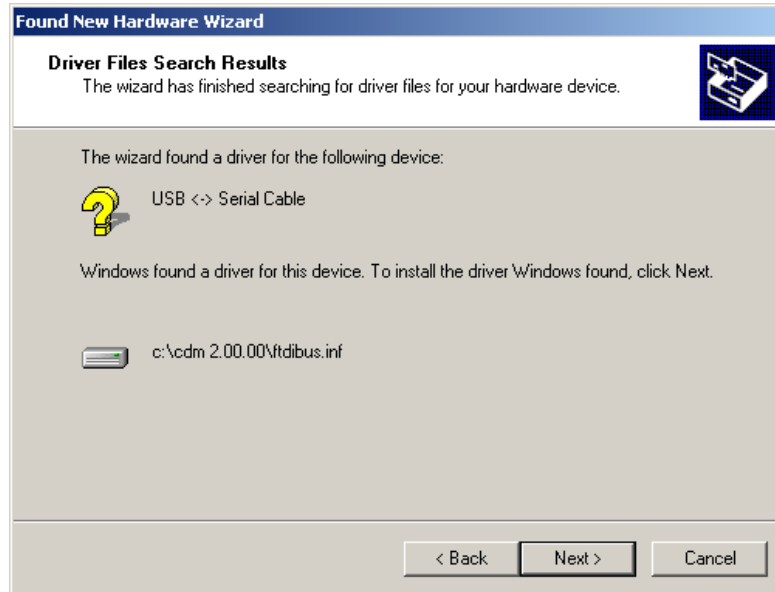 Found New Hardware Wizard
Driver Files Search Results
The wizard has finished searching for driver files for your hardware device.
The wizard found a driver for the following device:
USB <-> Serial Cable
Windows found a driver for this device. To install the driver Windows found, click Next.
c:\cdm 2.00.00\ftdibus.inf
< Back Next > Cancel